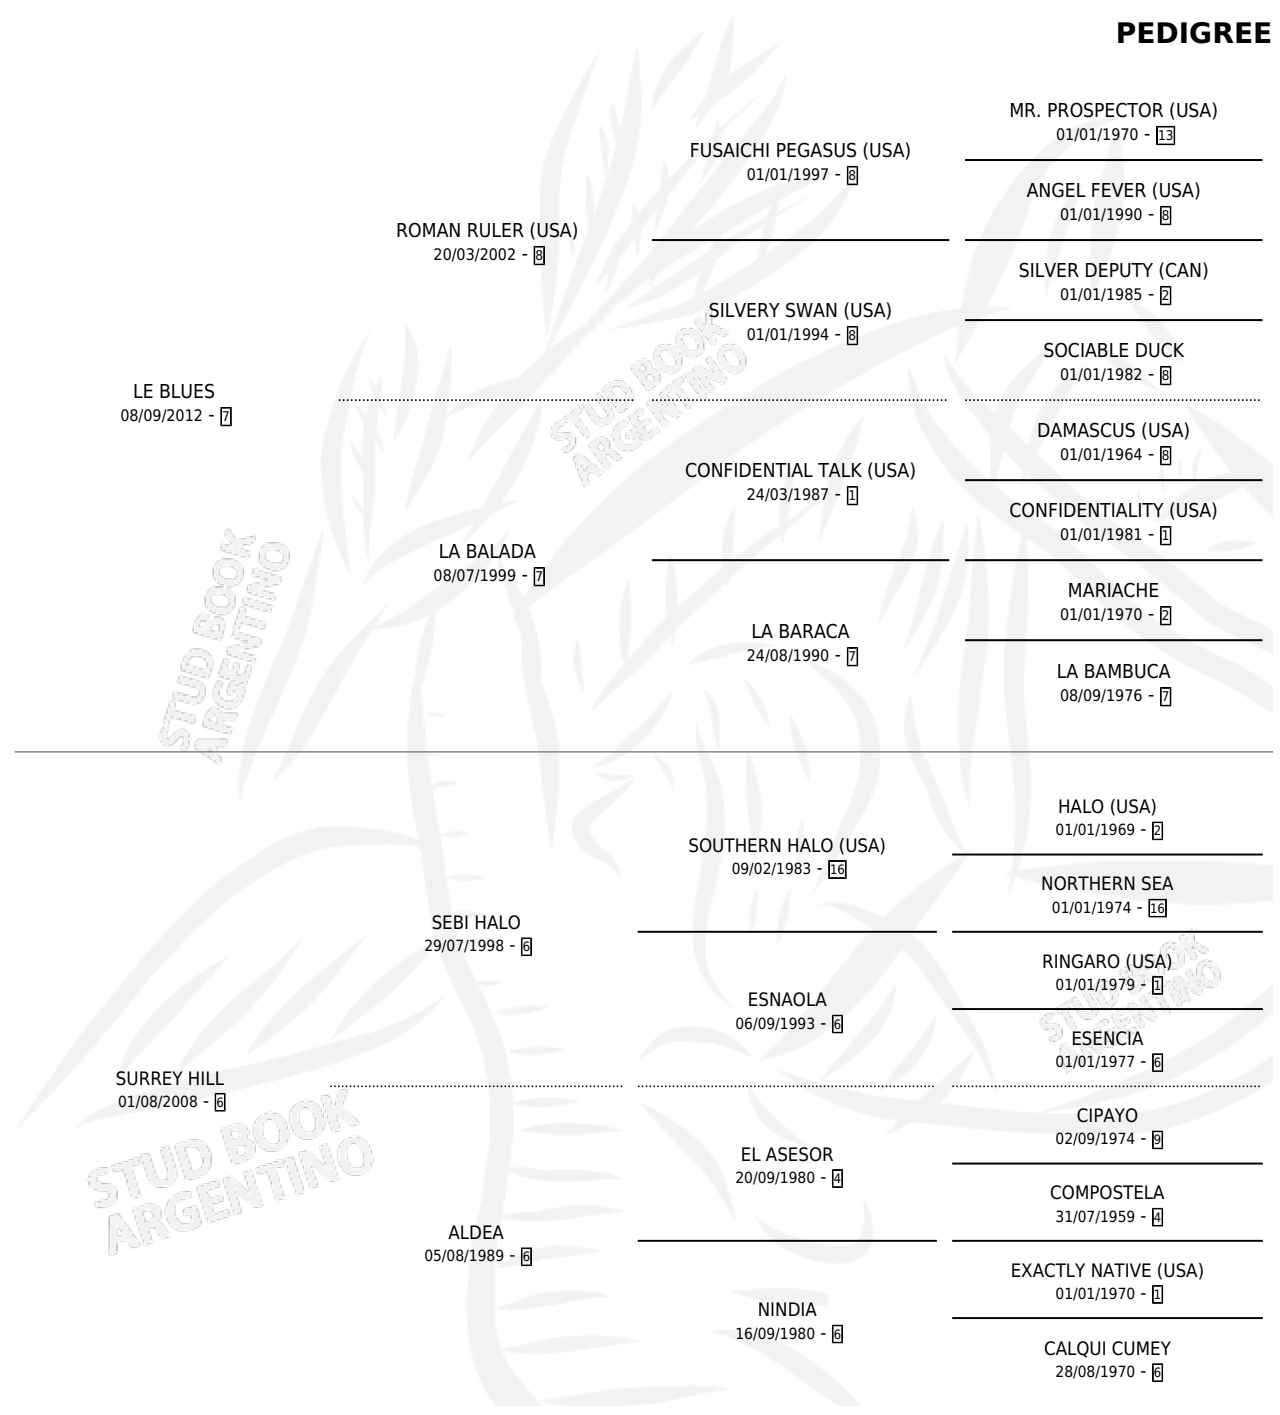 PEDIGREE
MR. PROSPECTOR (USA)
01/01/1970 - 13
FUSAICHI PEGASUS (USA)
01/01/1997 - 8
ANGEL FEVER (USA)
01/01/1990 - 8
ROMAN RULER (USA)
20/03/2002 - 8
SILVER DEPUTY (CAN)
01/01/1985 - 2
SILVERY SWAN (USA)
01/01/1994 - 8
SOCIABLE DUCK
01/01/1982 - 8
LE BLUES
08/09/2012 - 7
DAMASCUS (USA)
01/01/1964 - 8
CONFIDENTIAL TALK (USA)
24/03/1987 - 1
CONFIDENTIALITY (USA)
01/01/1981 - 1
LA BALADA
08/07/1999 - 7
MARIACHE
01/01/1970 - 2
LA BARACA
24/08/1990 - 7
LA BAMBUCA
08/09/1976 - 7
HALO (USA)
01/01/1969 - 2
SOUTHERN HALO (USA)
09/02/1983 - 16
NORTHERN SEA
01/01/1974 - 16
SEBI HALO
29/07/1998 - 6
RINGARO (USA)
01/01/1979 - 1
ESNAOLA
06/09/1993 - 6
ESENCIA
01/01/1977 - 6
SURREY HILL
01/08/2008 - 6
CIPAYO
02/09/1974 - 9
EL ASESOR
20/09/1980 - 4
COMPOSTELA
31/07/1959 - 4
ALDEA
05/08/1989 - 6
EXACTLY NATIVE (USA)
01/01/1970 - 1
NINDIA
16/09/1980 - 6
CALQUI CUMEY
28/08/1970 - 6
STUD BOOK
ARGENTINO
STUD BOOK
ARGENTINO
STUD BOOK
ARGENTINO
STUD BOOK
ARGENTINO